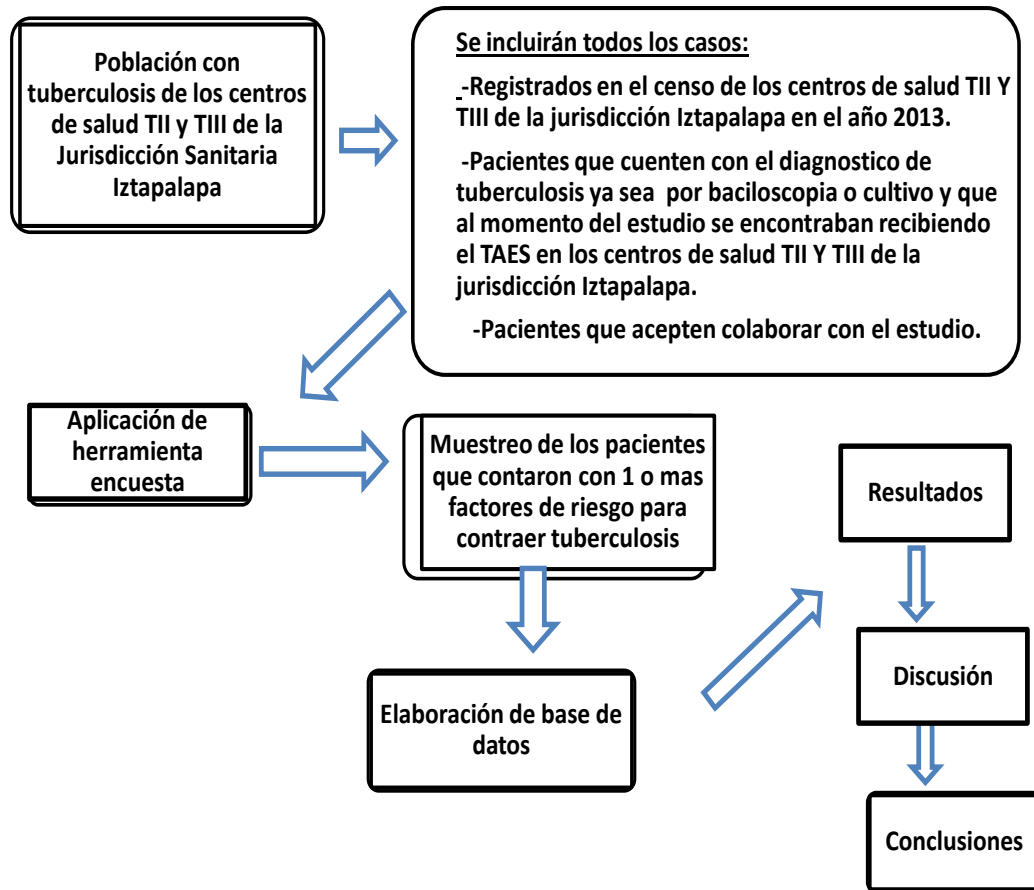 Población con
tuberculosis de los centros
de salud TII y TIII de la
Jurisdicción Sanitaria
Iztapalapa
Se incluirán todos los casos:
-Registrados en el censo de los centros de salud TII Y
TIII de la jurisdicción Iztapalapa en el año 2013.
-Pacientes que cuenten con el diagnostico de
tuberculosis ya sea por baciloscopia o cultivo y que
al momento del estudio se encontraban recibiendo
el TAES en los centros de salud TII Y TIII de la
jurisdicción Iztapalapa.
-Pacientes que acepten colaborar con el estudio.
Aplicación de
herramienta
encuesta
Muestreo de los pacientes
que contaron con 1 o mas
factores de riesgo para
contraer tuberculosis
Elaboración de base de
datos
Resultados
Discusión
Conclusiones